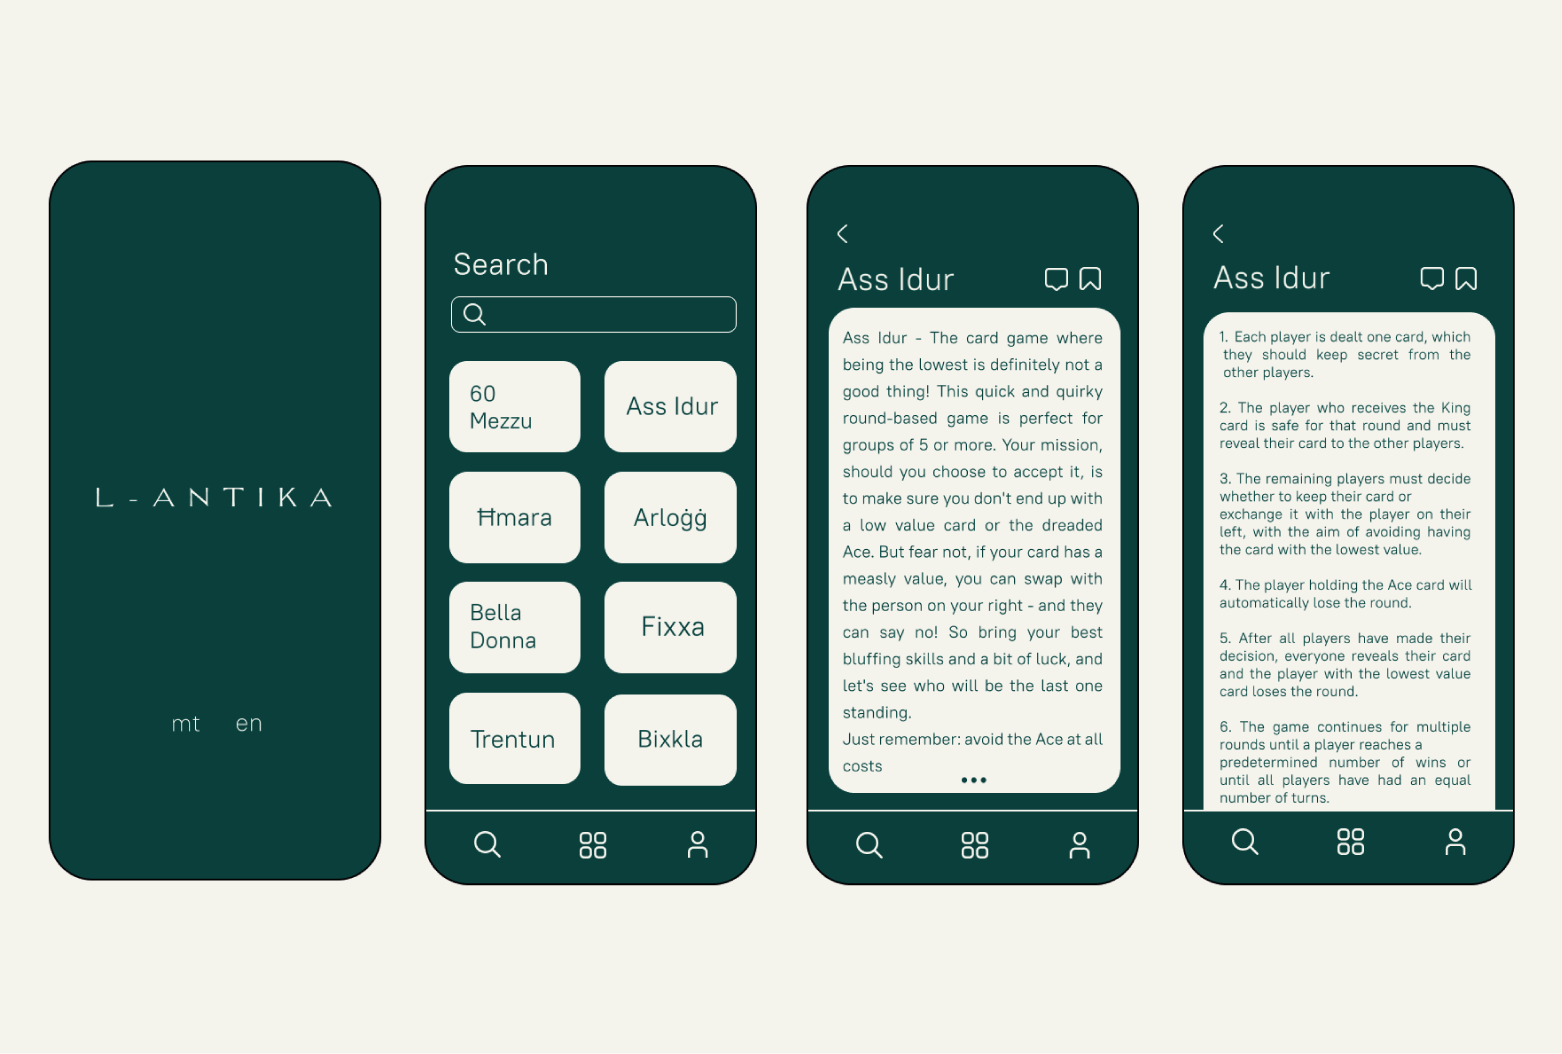 L-ANTIKA
mt en
Search
60
Mezzu
Ass Idur
Ħmara
Arloġġ
Bella
Donna
Fixxa
Trentun
Bixkla
Ass Idur
Ass Idur - The card game where
being the lowest is definitely not a
good thing! This quick and quirky
round-based game is perfect for
groups of 5 or more. Your mission,
should you choose to accept it, is
to make sure you don't end up with
a low value card or the dreaded
Ace. But fear not, if your card has a
measly value, you can swap with
the person on your right - and they
can say no! So bring your best
bluffing skills and a bit of luck, and
let's see who will be the last one
standing.
Just remember: avoid the Ace at all
costs
Ass Idur
1. Each player is dealt one card, which
they should keep secret from the
other players.
2. The player who receives the King
card is safe for that round and must
reveal their card to the other players.
3. The remaining players must decide
whether to keep their card or
exchange it with the player on their
left, with the aim of avoiding having
the card with the lowest value.
4. The player holding the Ace card will
automatically lose the round.
5. After all players have made their
decision, everyone reveals their card
and the player with the lowest value
card loses the round.
6. The game continues for multiple
rounds until a player reaches a
predetermined number of wins or
until all players have had an equal
number of turns.